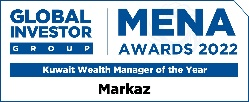 GLOBAL
INVESTOR
GROUP
MENA
AWARDS 2022
Kuwait Wealth Manager of the Year
Markaz